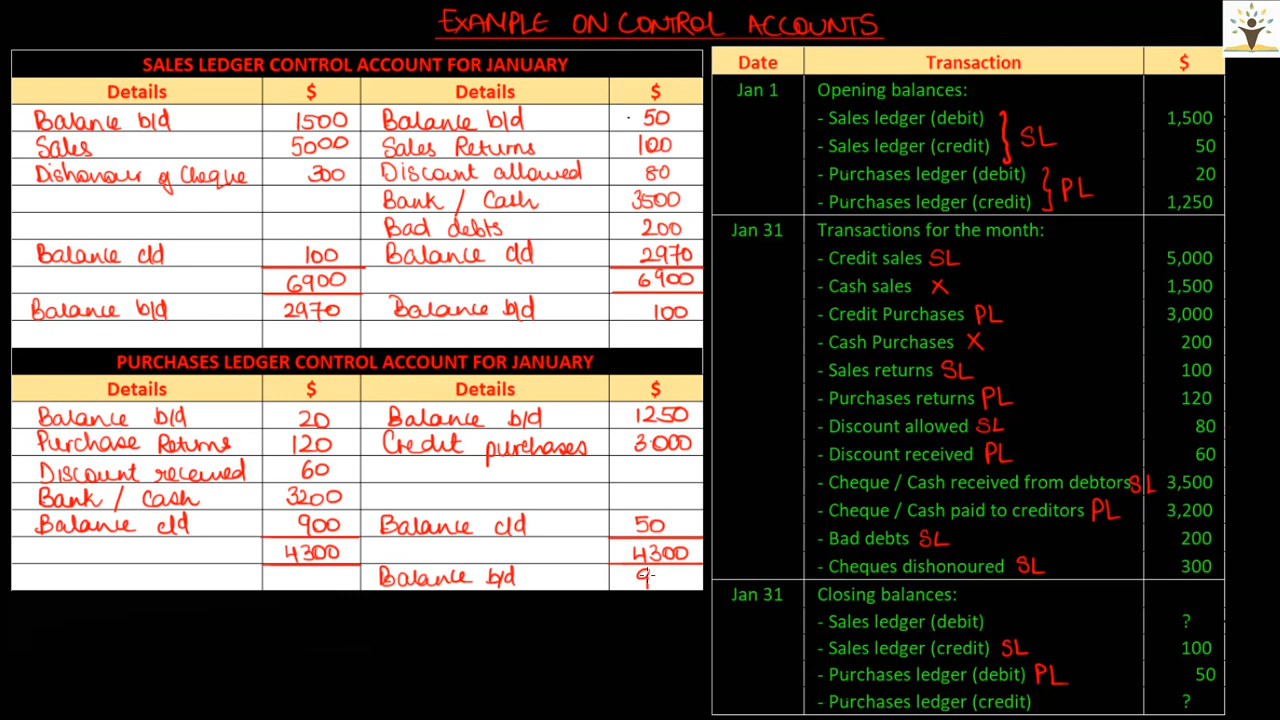 EXAMPLE ON CONTROL ACCOUNTS
SALES LEDGER CONTROL ACCOUNT FOR JANUARY
Details $ Details $
Balance b/d 1500 Balance b/d 50
Sales 5000 Sales Returns 100
Dishonour of Cheque 300 Discount allowed 80
Bank / Cash 3500
Bad debts 200
Balance c/d 100 Balance c/d 2970
6900 6900
Balance b/d 2970 Balance b/d 100
PURCHASES LEDGER CONTROL ACCOUNT FOR JANUARY
Details $ Details $
Balance b/d 20 Balance b/d 1250
Purchase Returns 120 Credit purchases 3000
Discount received 60
Bank / Cash 3200
Balance c/d 900 Balance c/d 50
4300 4300
Balance b/d 9
Date Transaction $
Jan 1 Opening balances:
- Sales ledger (debit) 1,500
SL
- Sales ledger (credit) 50
- Purchases ledger (debit) 20
PL
- Purchases ledger (credit) 1,250
Jan 31 Transactions for the month:
- Credit sales SL 5,000
- Cash sales X 1,500
- Credit Purchases PL 3,000
- Cash Purchases X 200
- Sales returns SL 100
- Purchases returns PL 120
- Discount allowed SL 80
- Discount received PL 60
- Cheque / Cash received from debtors SL 3,500
- Cheque / Cash paid to creditors PL 3,200
- Bad debts SL 200
- Cheques dishonoured SL 300
Jan 31 Closing balances:
- Sales ledger (debit) ?
- Sales ledger (credit) SL 100
- Purchases ledger (debit) PL 50
- Purchases ledger (credit) ?